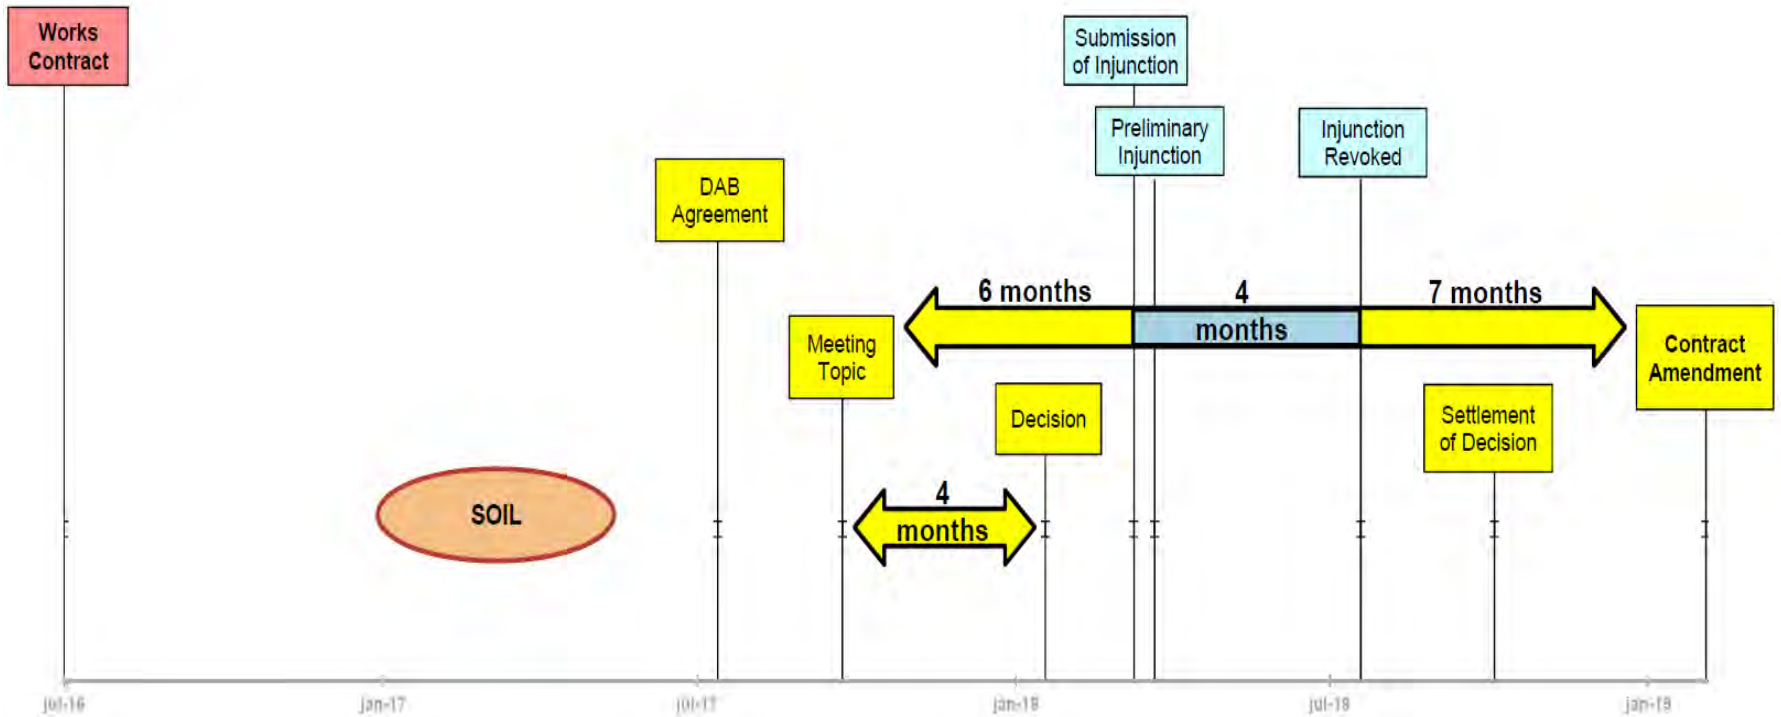 Works
Contract
Submission
of Injunction
Preliminary
Injunction
Injunction
Revoked
DAB
Agreement
6 months
4
months
7 months
Meeting
Topic
Contract
Amendment
Decision
Settlement
of Decision
SOIL
4
months
jul-16
jan-17
jul-17
jan-18
jul-18
jan-19